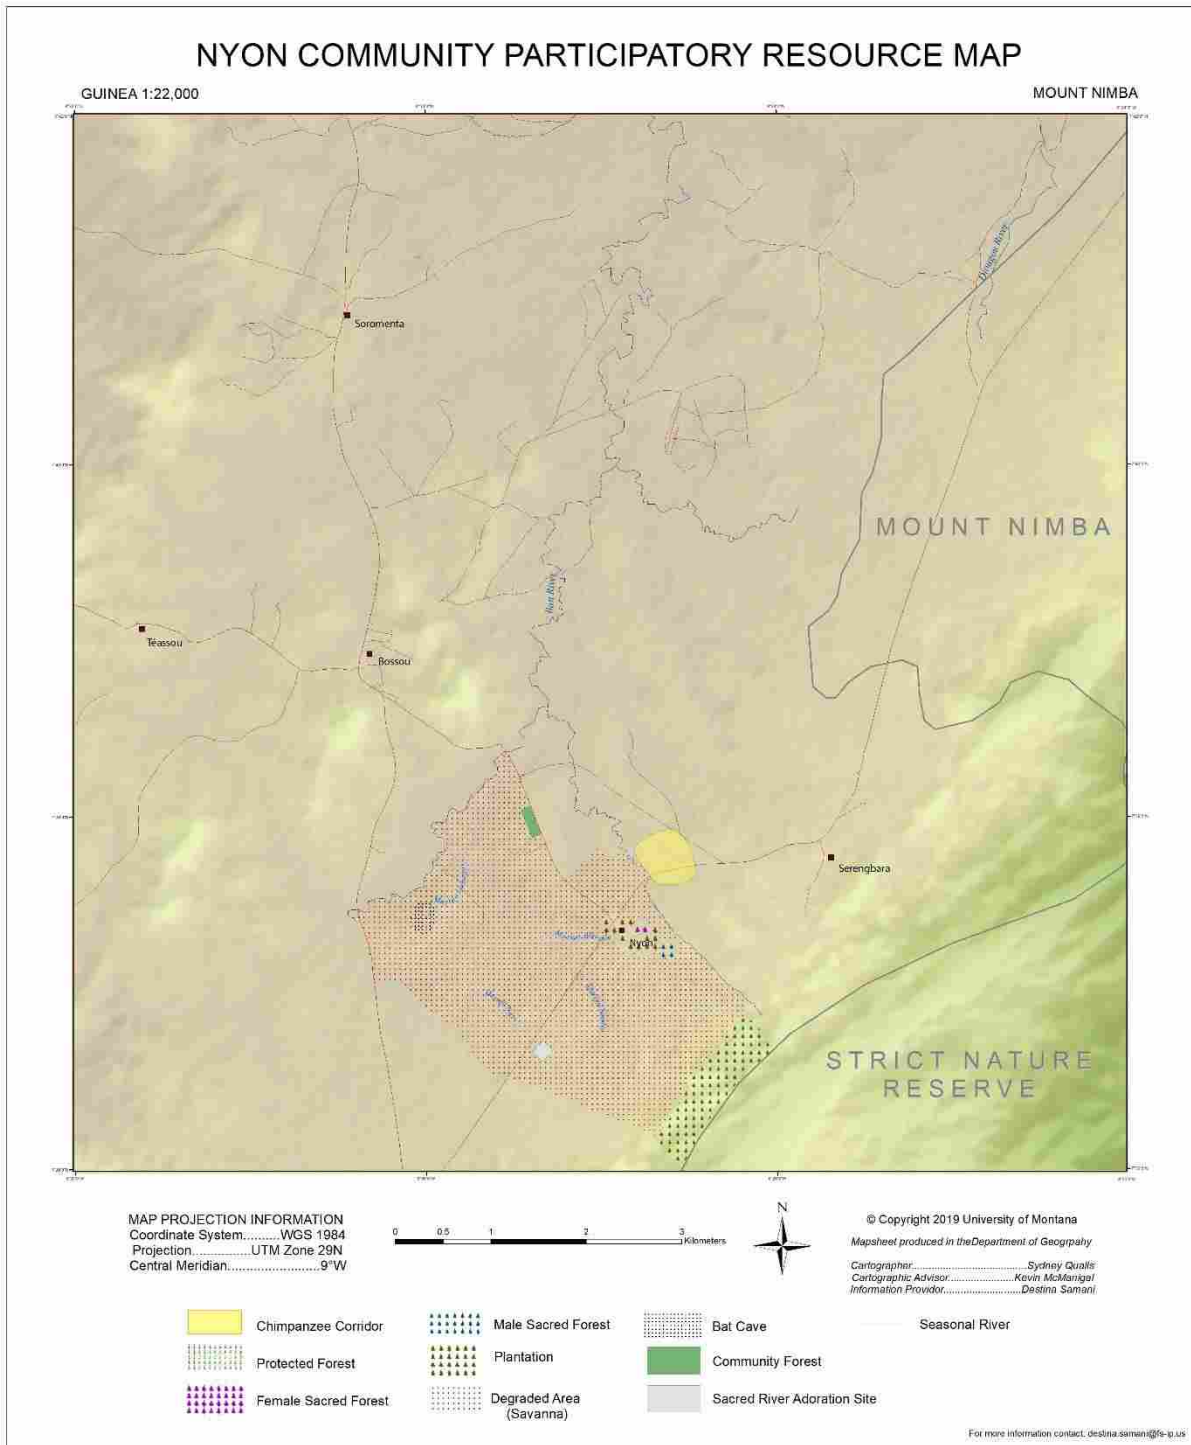 NYON COMMUNITY PARTICIPATORY RESOURCE MAP
GUINEA 1:22,000
MOUNT NIMBA
Diougou River
Soromenta
MOUNT NIMBA
Ban River
Téassou
Bossou
Serengbara
Nyon
STRICT NATURE
RESERVE
MAP PROJECTION INFORMATION
Coordinate System..........WGS 1984
Projection................UTM Zone 29N
Central Meridian........................9°W
0 0.5 1 2 3
Kilometers
N
© Copyright 2019 University of Montana
Mapsheet produced in theDepartment of Geogrpahy
Cartographer......................................Sydney Qualls
Cartographic Advisor......................Kevin McManigal
Information Providor..........................Destina Samani
Chimpanzee Corridor
Male Sacred Forest
Bat Cave
Seasonal River
Protected Forest
Plantation
Community Forest
Female Sacred Forest
Degraded Area
(Savanna)
Sacred River Adoration Site
For more information contact: destina.samani@fs-ip.us